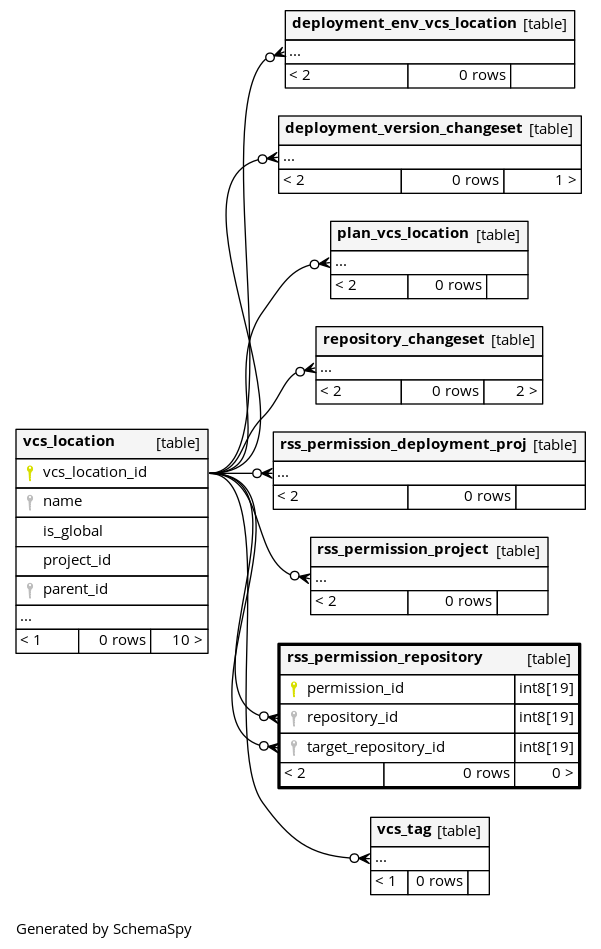 deployment_env_vcs_location [table]
...
< 2 0 rows
deployment_version_changeset [table]
...
< 2 0 rows 1 >
plan_vcs_location [table]
...
< 2 0 rows
repository_changeset [table]
...
< 2 0 rows 2 >
vcs_location [table]
vcs_location_id
name
is_global
project_id
parent_id
...
< 1 0 rows 10 >
rss_permission_deployment_proj [table]
...
< 2 0 rows
rss_permission_project [table]
...
< 2 0 rows
rss_permission_repository [table]
permission_id int8[19]
repository_id int8[19]
target_repository_id int8[19]
< 2 0 rows 0 >
vcs_tag [table]
...
< 1 0 rows
Generated by SchemaSpy